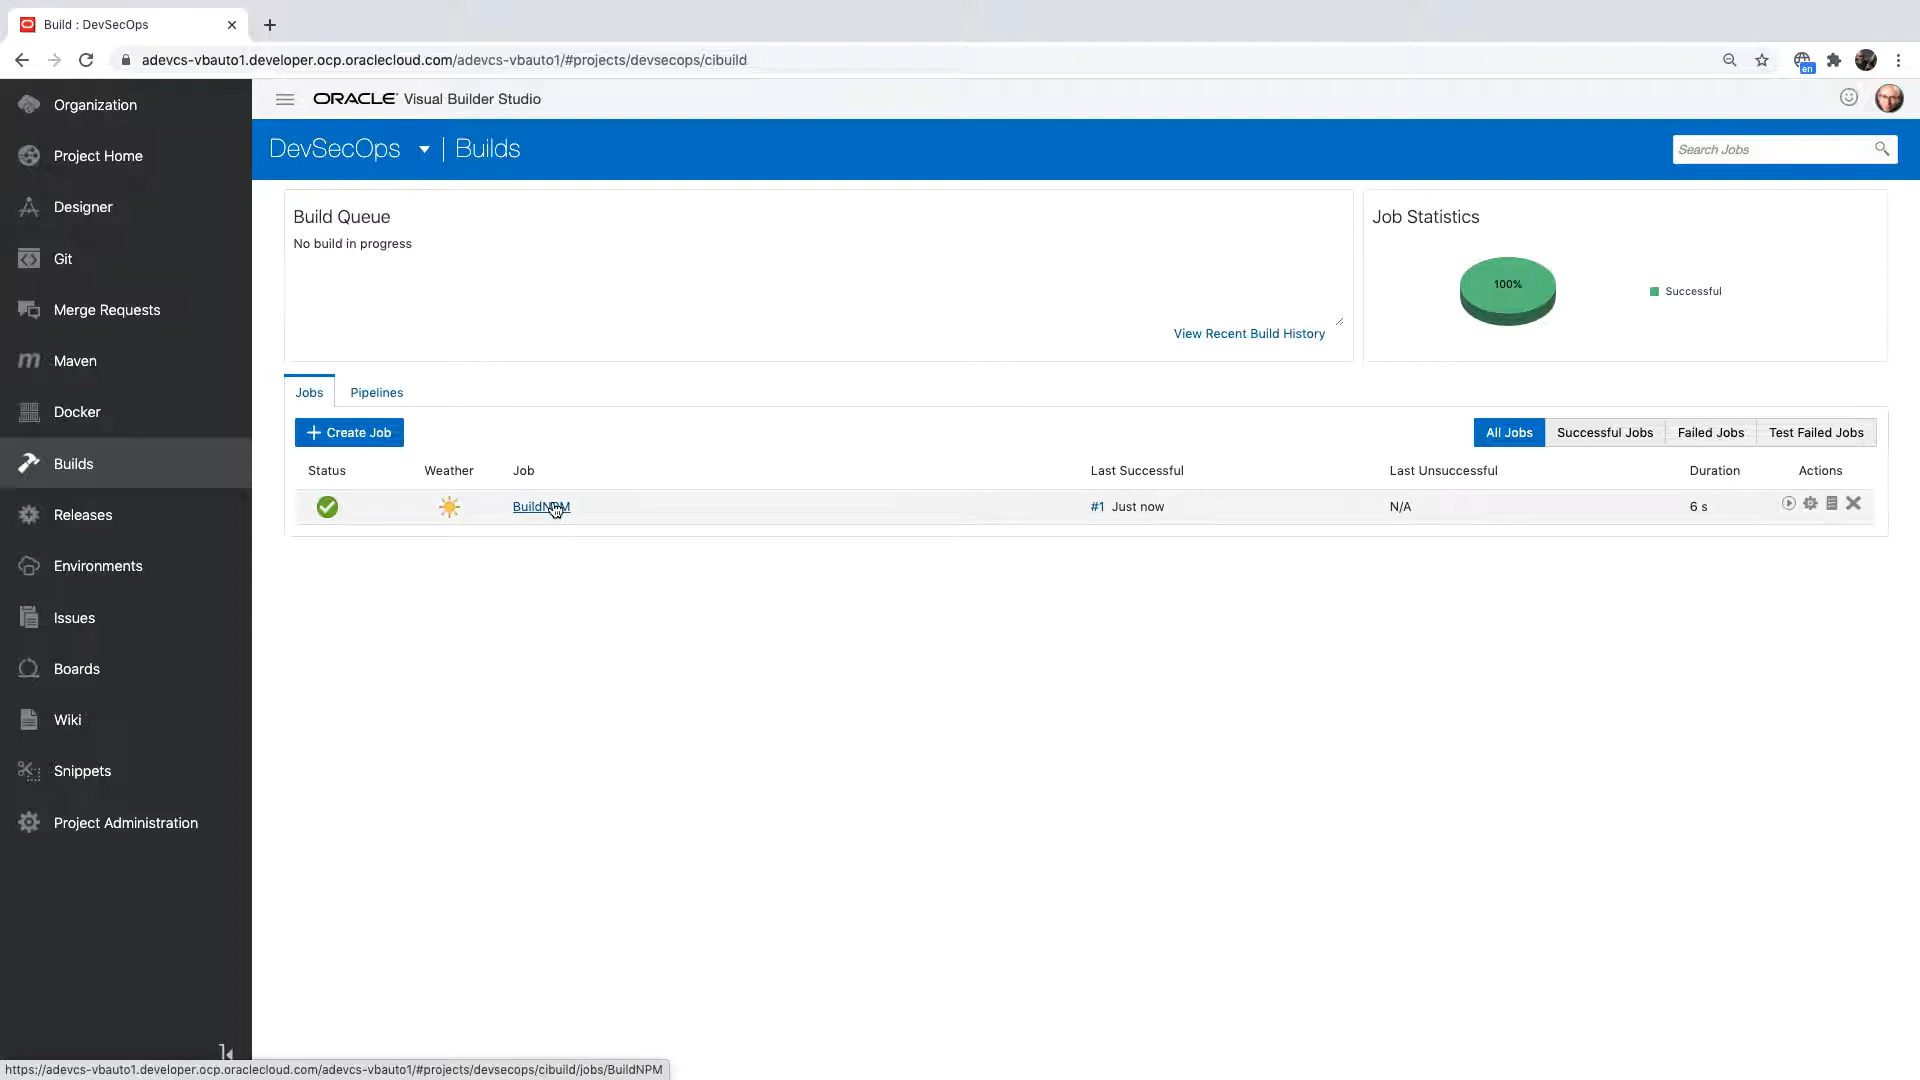 Build : DevSecOps
adevcs-vbauto1.developer.ocp.oraclecloud.com/adevcs-vbauto1/#projects/devsecops/cibuild
en
Organization
Project Home
Designer
Git
Merge Requests
Maven
Docker
Builds
Releases
Environments
Issues
Boards
Wiki
Snippets
Project Administration
ORACLE Visual Builder Studio
DevSecOps | Builds
Search Jobs
Build Queue
No build in progress
View Recent Build History
Job Statistics
100%
Successful
Jobs Pipelines
+ Create Job
All Jobs Successful Jobs Failed Jobs Test Failed Jobs
Status Weather Job Last Successful Last Unsuccessful Duration Actions
BuildNPM #1 Just now N/A 6 s
https://adevcs-vbauto1.developer.ocp.oraclecloud.com/adevcs-vbauto1/#projects/devsecops/cibuild/jobs/BuildNPM